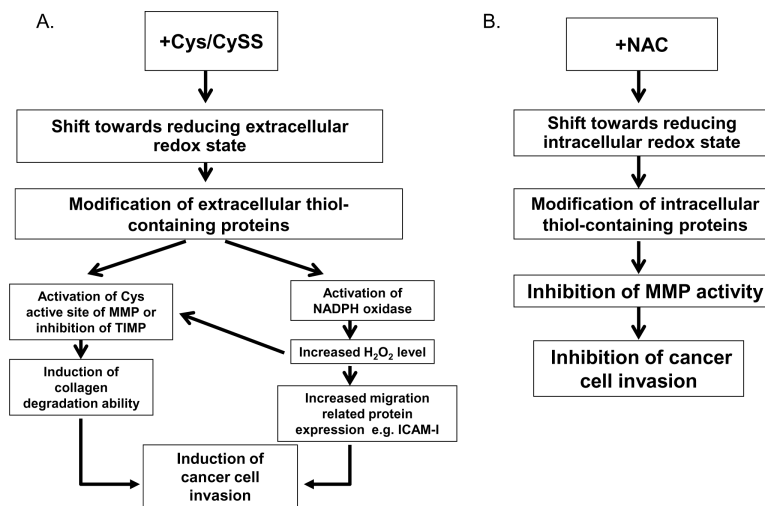 A.
+Cys/CySS
Shift towards reducing extracellular
redox state
Modification of extracellular thiol-
containing proteins
Activation of Cys
active site of MMP or
inhibition of TIMP
Induction of
collagen
degradation ability
Activation of
NADPH oxidase
Increased H₂O₂ level
Increased migration
related protein
expression e.g. ICAM-I
Induction of
cancer cell
invasion
B.
+NAC
Shift towards reducing
intracellular redox state
Modification of intracellular
thiol-containing proteins
Inhibition of MMP activity
Inhibition of cancer
cell invasion